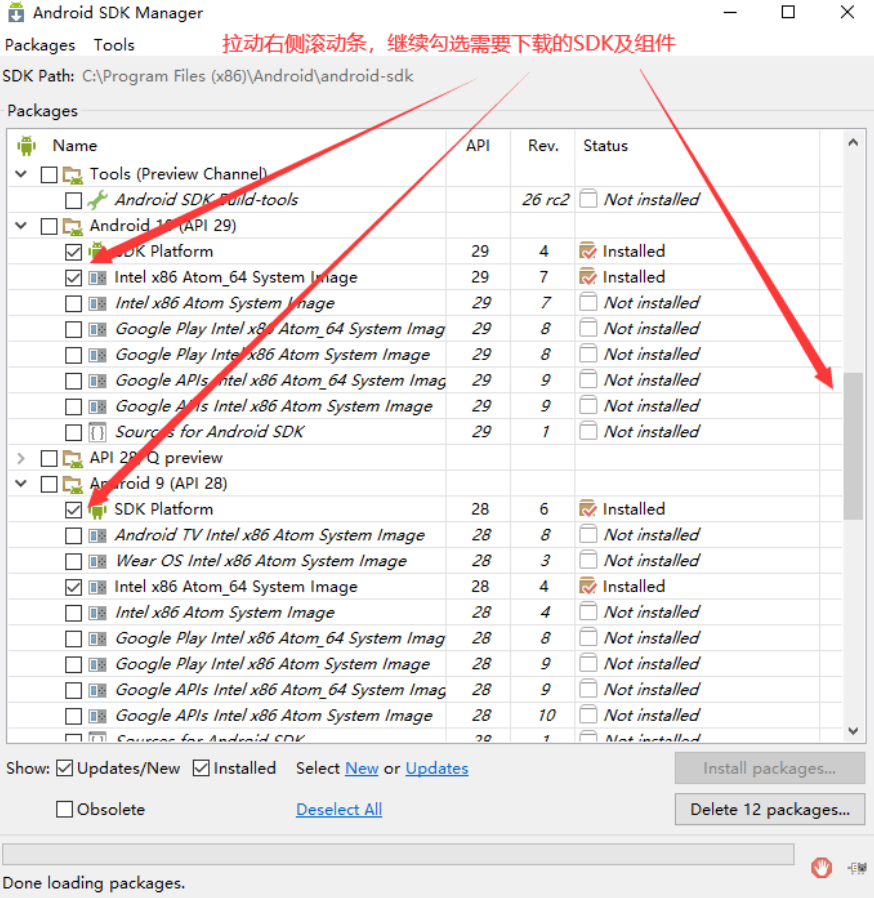 Android SDK Manager
Packages Tools
拉动右侧滚动条，继续勾选需要下载的SDK及组件
SDK Path: C:\Program Files (x86)\Android\android-sdk
Packages
Name API Rev. Status
Tools (Preview Channel)
Android SDK Build-tools 26 rc2 Not installed
Android 10 (API 29)
SDK Platform 29 4 Installed
Intel x86 Atom_64 System Image 29 7 Installed
Intel x86 Atom System Image 29 7 Not installed
Google Play Intel x86 Atom_64 System Imag 29 8 Not installed
Google Play Intel x86 Atom System Image 29 8 Not installed
Google APIs Intel x86 Atom_64 System Imag 29 9 Not installed
Google APIs Intel x86 Atom System Image 29 9 Not installed
Sources for Android SDK 29 1 Not installed
API 28, Q preview
Android 9 (API 28)
SDK Platform 28 6 Installed
Android TV Intel x86 Atom System Image 28 8 Not installed
Wear OS Intel x86 Atom System Image 28 3 Not installed
Intel x86 Atom_64 System Image 28 4 Installed
Intel x86 Atom System Image 28 4 Not installed
Google Play Intel x86 Atom_64 System Imag 28 8 Not installed
Google Play Intel x86 Atom System Image 28 9 Not installed
Google APIs Intel x86 Atom_64 System Imag 28 9 Not installed
Google APIs Intel x86 Atom System Image 28 10 Not installed
Sources for Android SDK 28 1 Not installed
Show: Updates/New Installed Select New or Updates Install packages...
Obsolete Deselect All Delete 12 packages...
Done loading packages.